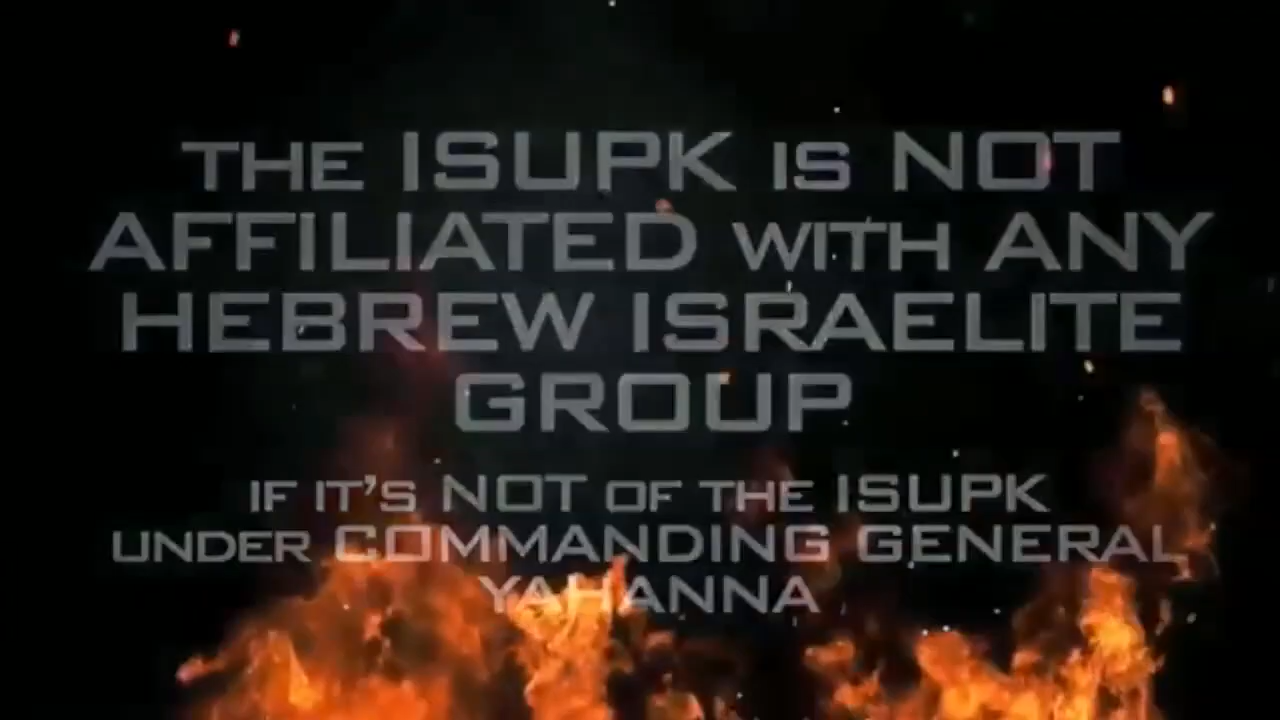 THE ISUPK IS NOT
AFFILIATED WITH ANY
HEBREW ISRAELITE
GROUP
IF IT'S NOT OF THE ISUPK
UNDER COMMANDING GENERAL
YAHANNA